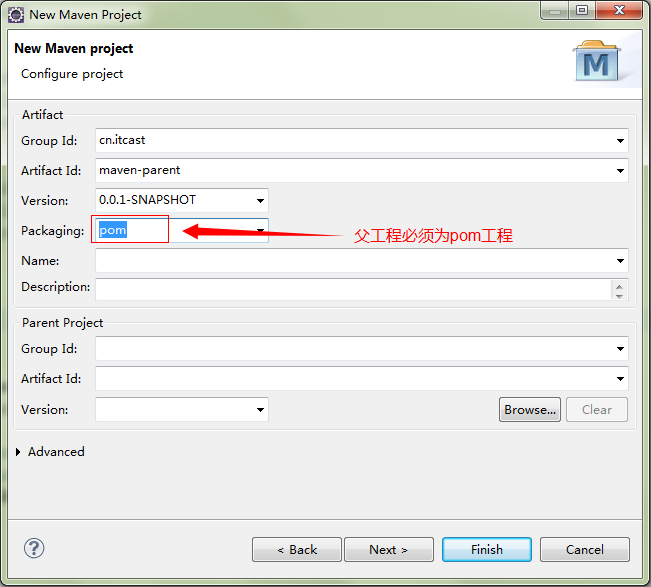 New Maven Project
New Maven project
Configure project
M
Artifact
Group Id: cn.itcast
Artifact Id: maven-parent
Version: 0.0.1-SNAPSHOT
Packaging: pom 父工程必须为pom工程
Name:
Description:
Parent Project
Group Id:
Artifact Id:
Version: Browse... Clear
Advanced
? < Back Next > Finish Cancel